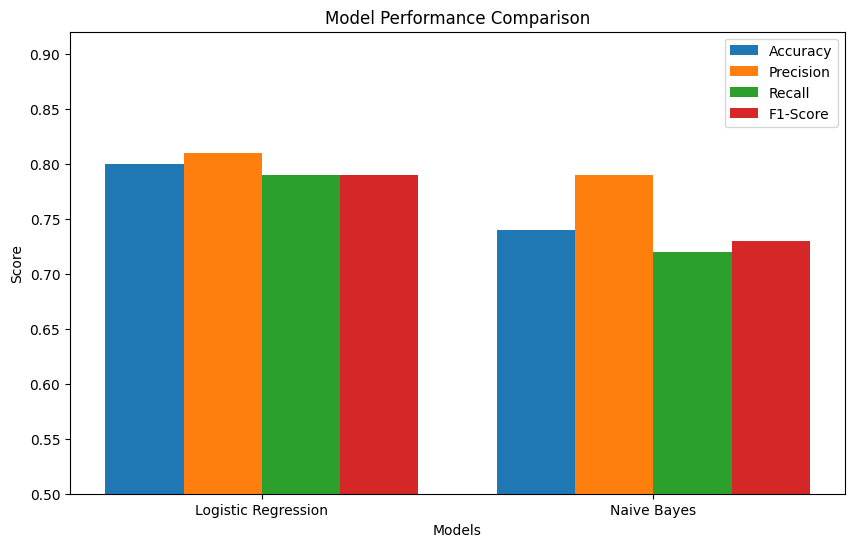 Model Performance Comparison
Accuracy
Precision
Recall
F1-Score
Score
0.90
0.85
0.80
0.75
0.70
0.65
0.60
0.55
0.50
Logistic Regression
Naive Bayes
Models